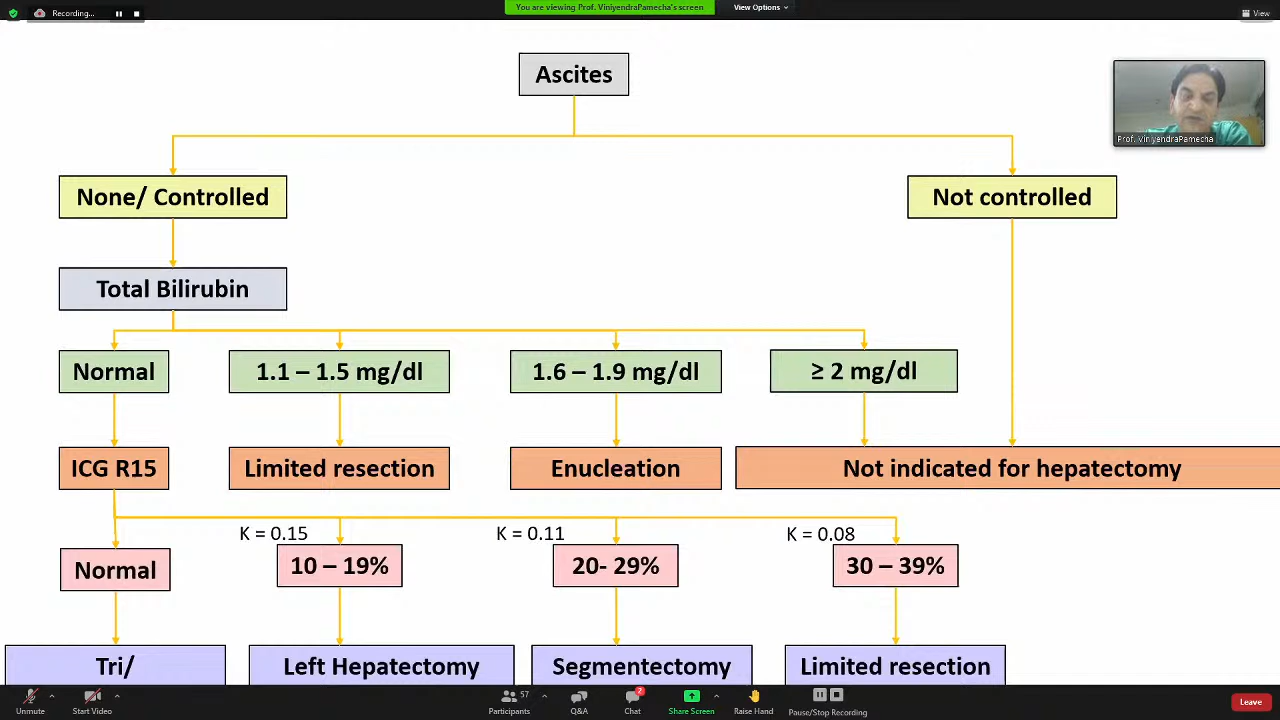 Recording...
You are viewing Prof. ViniyendraPamecha's screen
View Options
View
Ascites
Prof. ViniyendraPamecha
None/ Controlled
Not controlled
Total Bilirubin
Normal
1.1 – 1.5 mg/dl
1.6 – 1.9 mg/dl
≥ 2 mg/dl
ICG R15
Limited resection
Enucleation
Not indicated for hepatectomy
K = 0.15
K = 0.11
K = 0.08
Normal
10 – 19%
20- 29%
30 – 39%
Tri/
Left Hepatectomy
Segmentectomy
Limited resection
Unmute
Start Video
57
Participants
Q&A
2
Chat
Share Screen
Raise Hand
Pause/Stop Recording
Leave